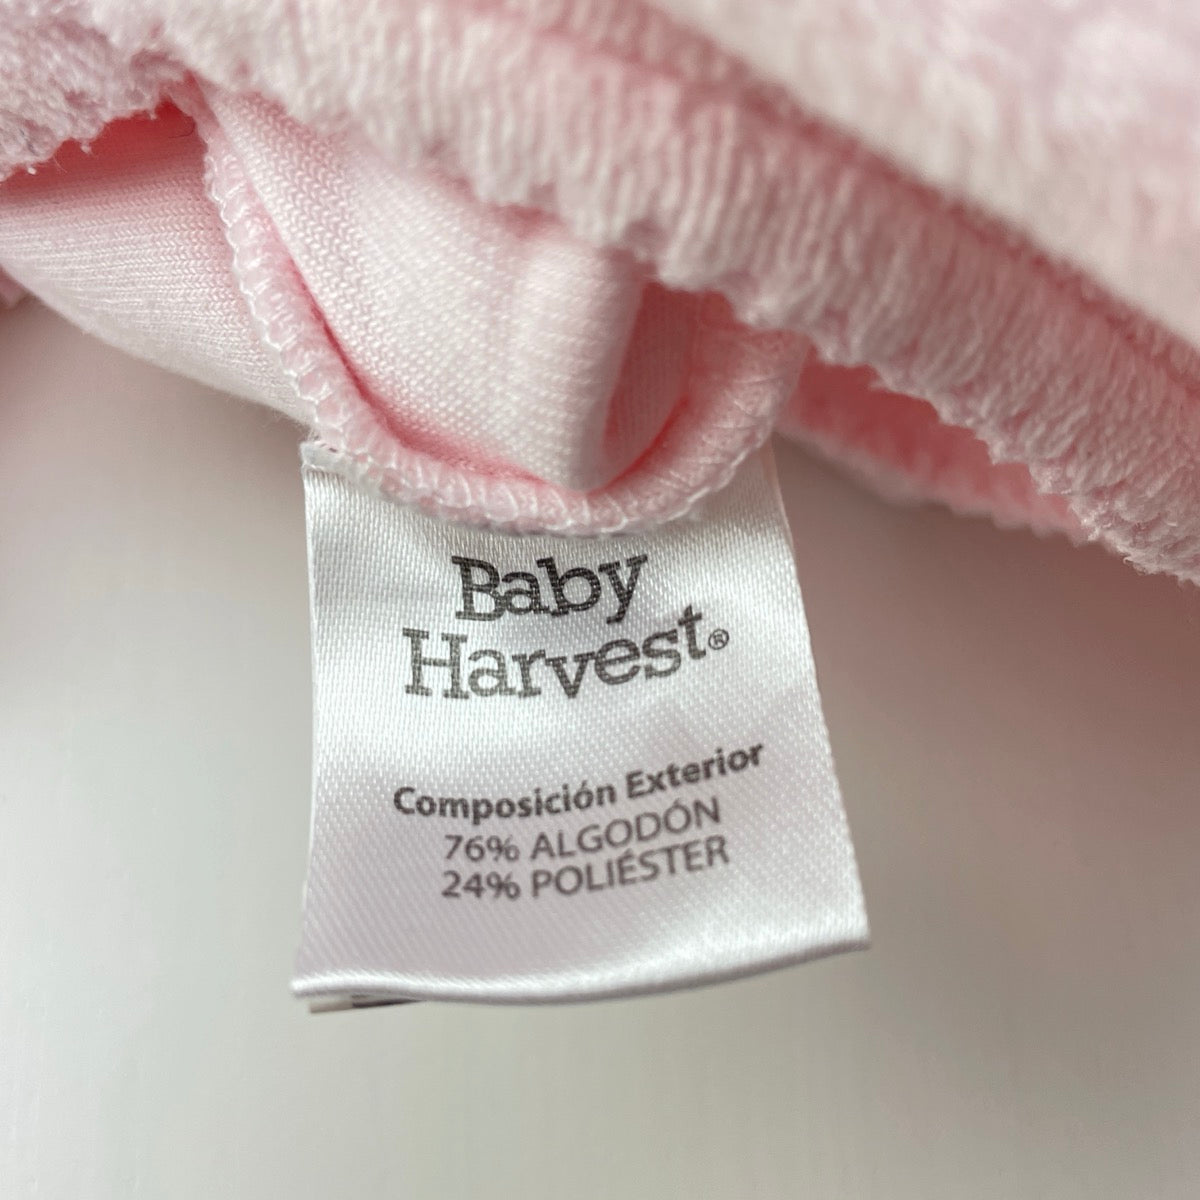 Baby
Harvest®
Composición Exterior
76% ALGODÓN
24% POLIÉSTER